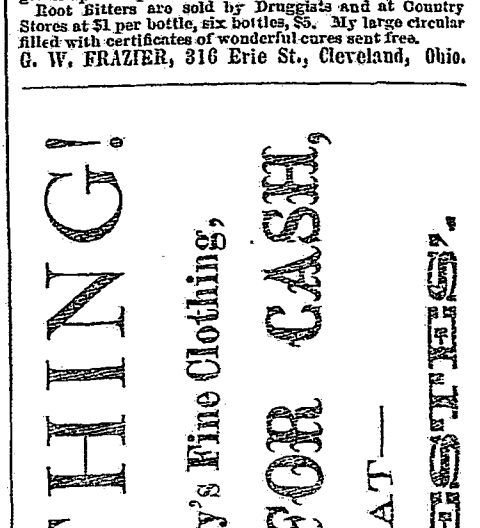 Root Bitters are sold by Druggists and at Country
Stores at $1 per bottle, six bottles, $5. My large circular
filled with certificates of wonderful cures sent free.
G. W. FRAZIER, 316 Erie St., Cleveland, Ohio.
THING!
y's Fine Clothing,
FOR CASH,
AT—